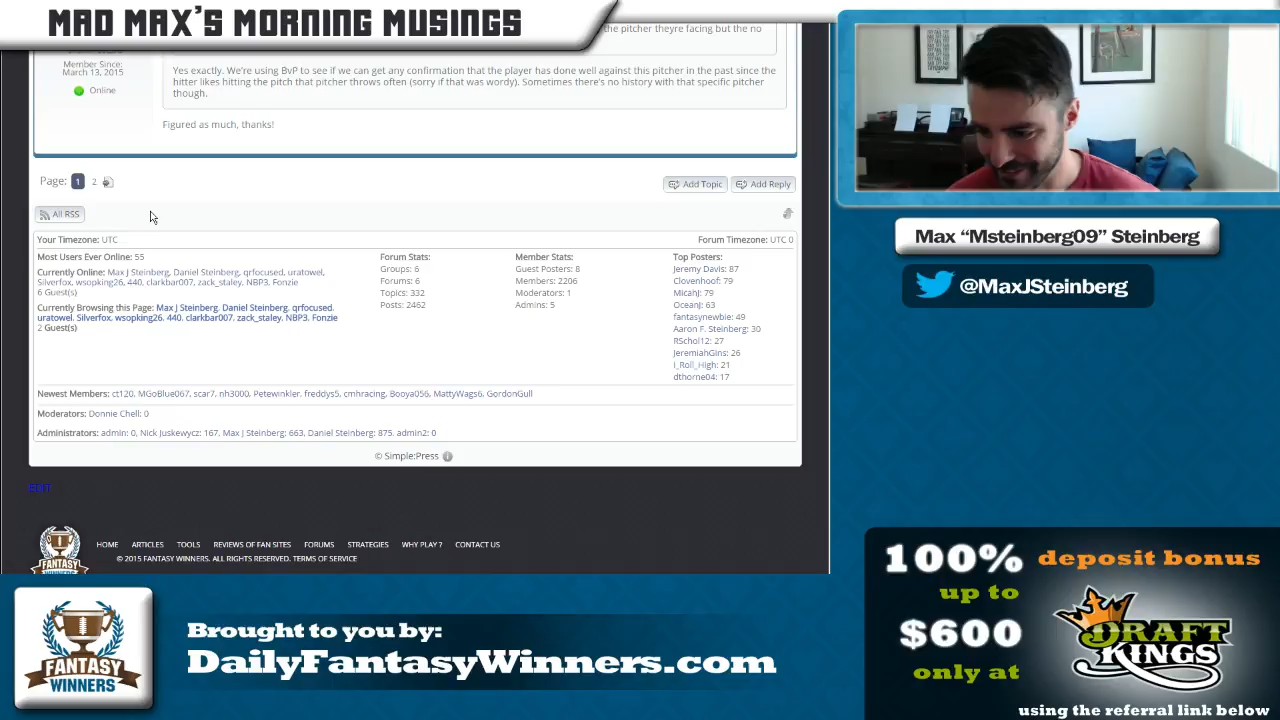 MAD MAX'S MORNING MUSINGS
the pitcher theyre facing but the no
Member Since:
March 13, 2015
Online
Yes exactly. We're using BvP to see if we can get any confirmation that the player has done well against this pitcher in the past since the
hitter likes hitting the pitch that pitcher throws often (sorry if that was wordy). Sometimes there's no history with that specific pitcher
though.
Figured as much, thanks!
Page: 1 2
Add Topic Add Reply
All RSS
Your Timezone: UTC
Forum Timezone: UTC 0
Most Users Ever Online: 55
Currently Online: Max J Steinberg, Daniel Steinberg, qrfocused, uratowel,
Silverfox, wsopking26, 440, clarkbar007, zack_staley, NBP3, Fonzie
6 Guest(s)
Currently Browsing this Page: Max J Steinberg, Daniel Steinberg, qrfocused,
uratowel, Silverfox, wsopking26, 440, clarkbar007, zack_staley, NBP3, Fonzie
2 Guest(s)
Forum Stats:
Groups: 6
Forums: 6
Topics: 332
Posts: 2462
Member Stats:
Guest Posters: 8
Members: 2206
Moderators: 1
Admins: 5
Top Posters:
Jeremy Davis: 87
Clovenhoof: 79
MicahJ: 79
OceanJ: 63
fantasynewbie: 49
Aaron F. Steinberg: 30
RSchol12: 27
JeremiahGins: 26
I_Roll_High: 21
dthorne04: 17
Newest Members: ct120, MGoBlue067, scar7, nh3000, Petewinkler, freddys5, cmhracing, Booya056, MattyWags6, GordonGull
Moderators: Donnie Chell: 0
Administrators: admin: 0, Nick Juskewycz: 167, Max J Steinberg: 663, Daniel Steinberg: 875, admin2: 0
© Simple:Press
EDIT
HOME ARTICLES TOOLS REVIEWS OF FAN SITES FORUMS STRATEGIES WHY PLAY ? CONTACT US
© 2015 FANTASY WINNERS. ALL RIGHTS RESERVED. TERMS OF SERVICE
Max "Msteinberg09" Steinberg
@MaxJSteinberg
FANTASY
WINNERS
Brought to you by:
DailyFantasyWinners.com
100% deposit bonus
up to
$600
only at
DRAFT
KINGS
using the referral link below